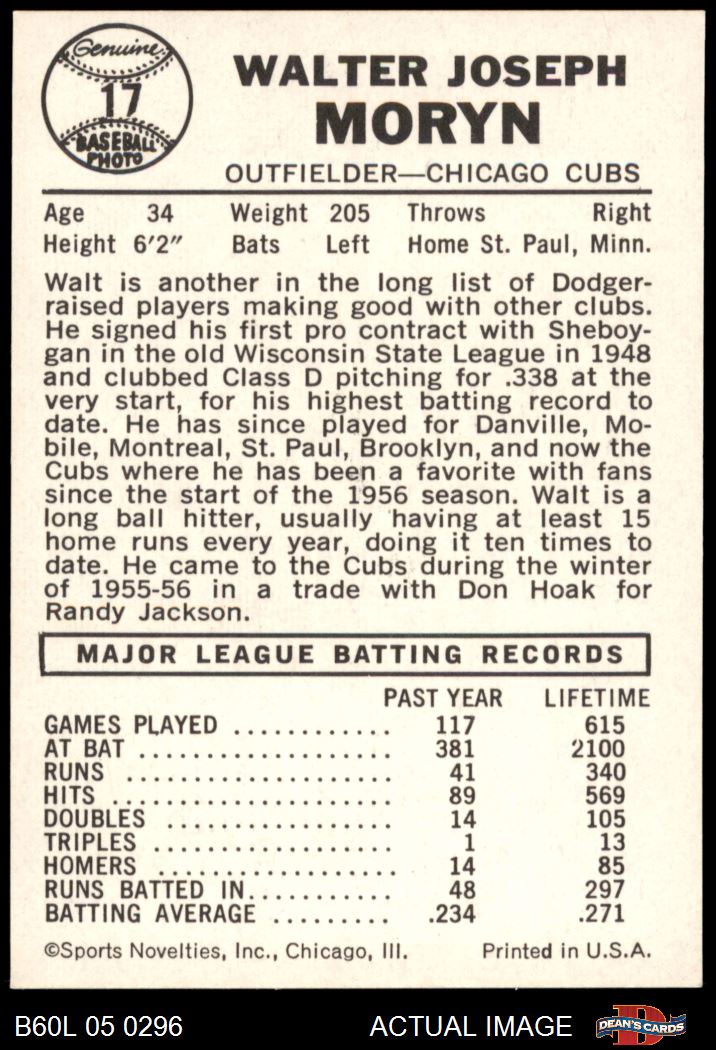 Genuine
17
BASEBALL
PHOTO
WALTER JOSEPH
MORYN
OUTFIELDER—CHICAGO CUBS
Age 34 Weight 205 Throws Right
Height 6'2" Bats Left Home St. Paul, Minn.
Walt is another in the long list of Dodger-
raised players making good with other clubs.
He signed his first pro contract with Sheboy-
gan in the old Wisconsin State League in 1948
and clubbed Class D pitching for .338 at the
very start, for his highest batting record to
date. He has since played for Danville, Mo-
bile, Montreal, St. Paul, Brooklyn, and now the
Cubs where he has been a favorite with fans
since the start of the 1956 season. Walt is a
long ball hitter, usually having at least 15
home runs every year, doing it ten times to
date. He came to the Cubs during the winter
of 1955-56 in a trade with Don Hoak for
Randy Jackson.
MAJOR LEAGUE BATTING RECORDS
PAST YEAR LIFETIME
GAMES PLAYED ............ 117 615
AT BAT .................... 381 2100
RUNS ..................... 41 340
HITS ...................... 89 569
DOUBLES ................. 14 105
TRIPLES .................. 1 13
HOMERS .................. 14 85
RUNS BATTED IN........... 48 297
BATTING AVERAGE ......... .234 .271
©Sports Novelties, Inc., Chicago, Ill. Printed in U.S.A.
B60L 05 0296 ACTUAL IMAGE D DEAN'S CARDS